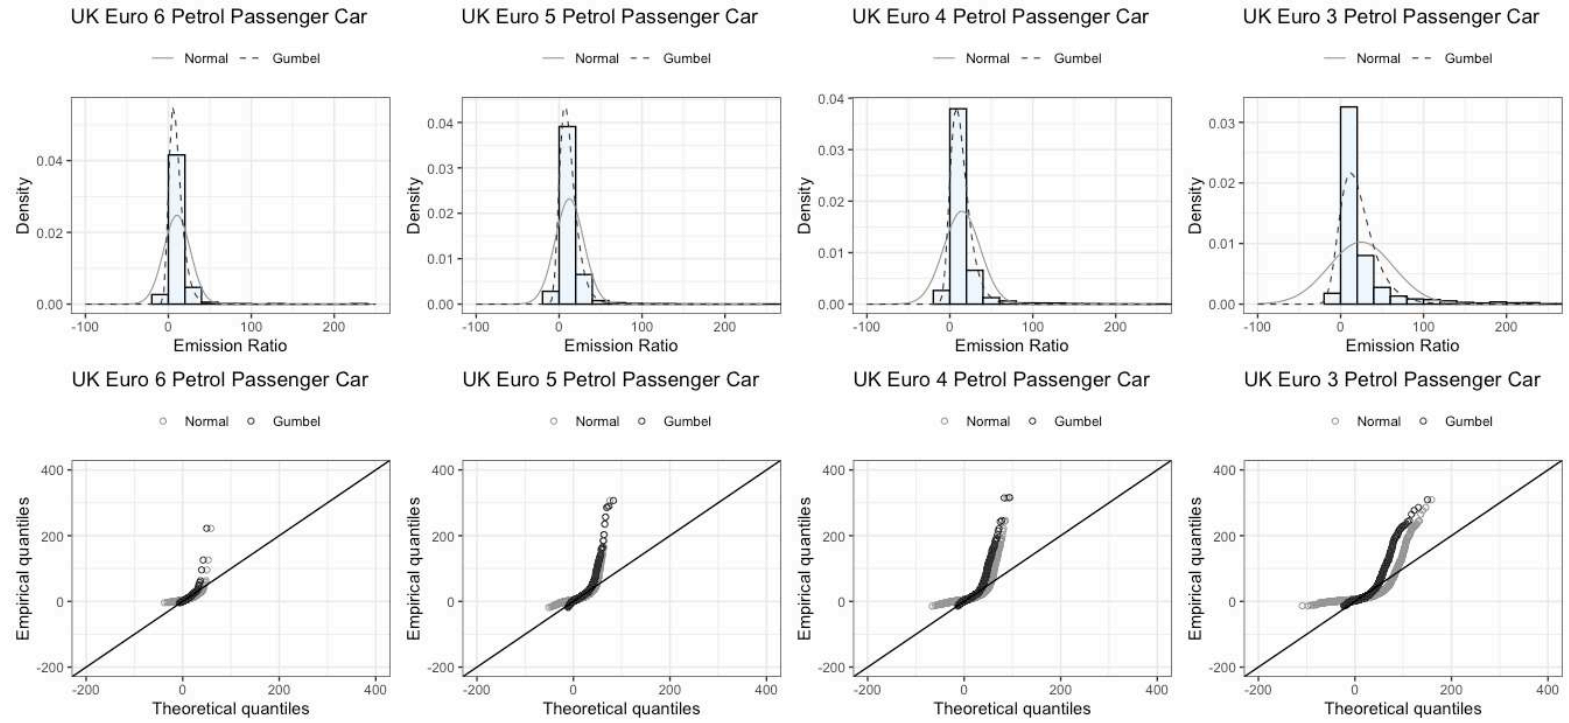 UK Euro 6 Petrol Passenger Car
Normal Gumbel
Density
0.04
0.02
0.00
-100 0 100 200
Emission Ratio
UK Euro 5 Petrol Passenger Car
Normal Gumbel
Density
0.04
0.03
0.02
0.01
0.00
-100 0 100 200
Emission Ratio
UK Euro 4 Petrol Passenger Car
Normal Gumbel
Density
0.04
0.03
0.02
0.01
0.00
-100 0 100 200
Emission Ratio
UK Euro 3 Petrol Passenger Car
Normal Gumbel
Density
0.03
0.02
0.01
0.00
-100 0 100 200
Emission Ratio
UK Euro 6 Petrol Passenger Car
Normal Gumbel
Empirical quantiles
400
200
0
-200
-200 0 200 400
Theoretical quantiles
UK Euro 5 Petrol Passenger Car
Normal Gumbel
Empirical quantiles
400
200
0
-200
-200 0 200 400
Theoretical quantiles
UK Euro 4 Petrol Passenger Car
Normal Gumbel
Empirical quantiles
400
200
0
-200
-200 0 200 400
Theoretical quantiles
UK Euro 3 Petrol Passenger Car
Normal Gumbel
Empirical quantiles
400
200
0
-200
-200 0 200 400
Theoretical quantiles